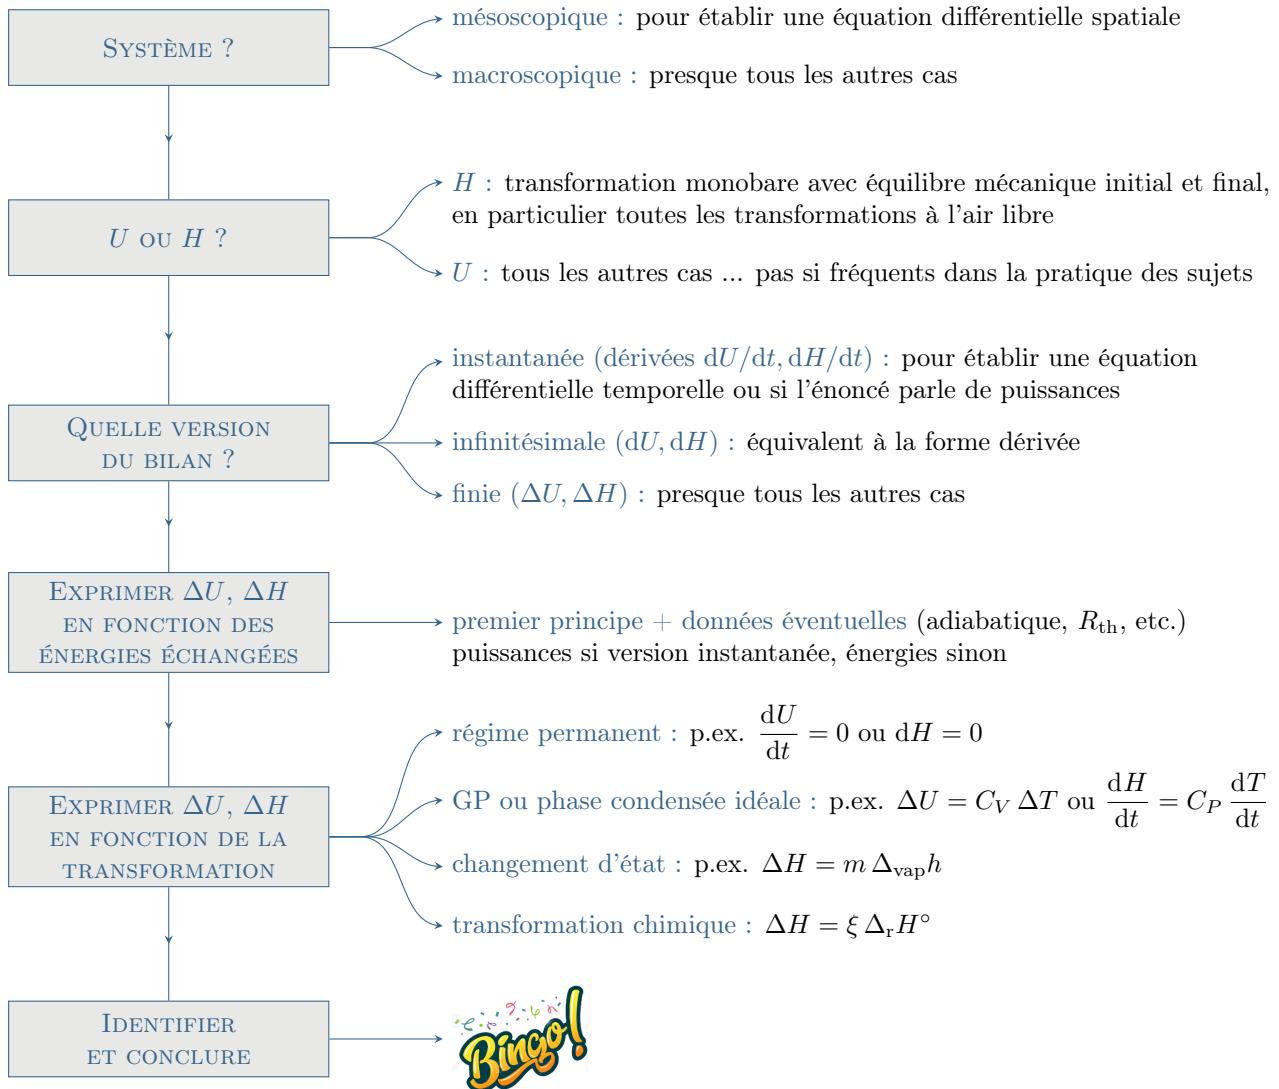 SYSTÈME ?
mésoscopique : pour établir une équation différentielle spatiale
macroscopique : presque tous les autres cas
U OU H ?
H : transformation monobare avec équilibre mécanique initial et final,
en particulier toutes les transformations à l'air libre
U : tous les autres cas ... pas si fréquents dans la pratique des sujets
QUELLE VERSION
DU BILAN ?
instantanée (dérivées dU/dt, dH/dt) : pour établir une équation
différentielle temporelle ou si l'énoncé parle de puissances
infinitésimale (dU, dH) : équivalent à la forme dérivée
finie (ΔU, ΔH) : presque tous les autres cas
EXPRIMER ΔU, ΔH
EN FONCTION DES
ÉNERGIES ÉCHANGÉES
premier principe + données éventuelles (adiabatique, R_th, etc.)
puissances si version instantanée, énergies sinon
EXPRIMER ΔU, ΔH
EN FONCTION DE LA
TRANSFORMATION
régime permanent : p.ex. dU/dt = 0 ou dH = 0
GP ou phase condensée idéale : p.ex. ΔU = C_V ΔT ou dH/dt = C_P dT/dt
changement d'état : p.ex. ΔH = m Δ_vap h
transformation chimique : ΔH = ξ Δ_r H°
IDENTIFIER
ET CONCLURE
Bingo!